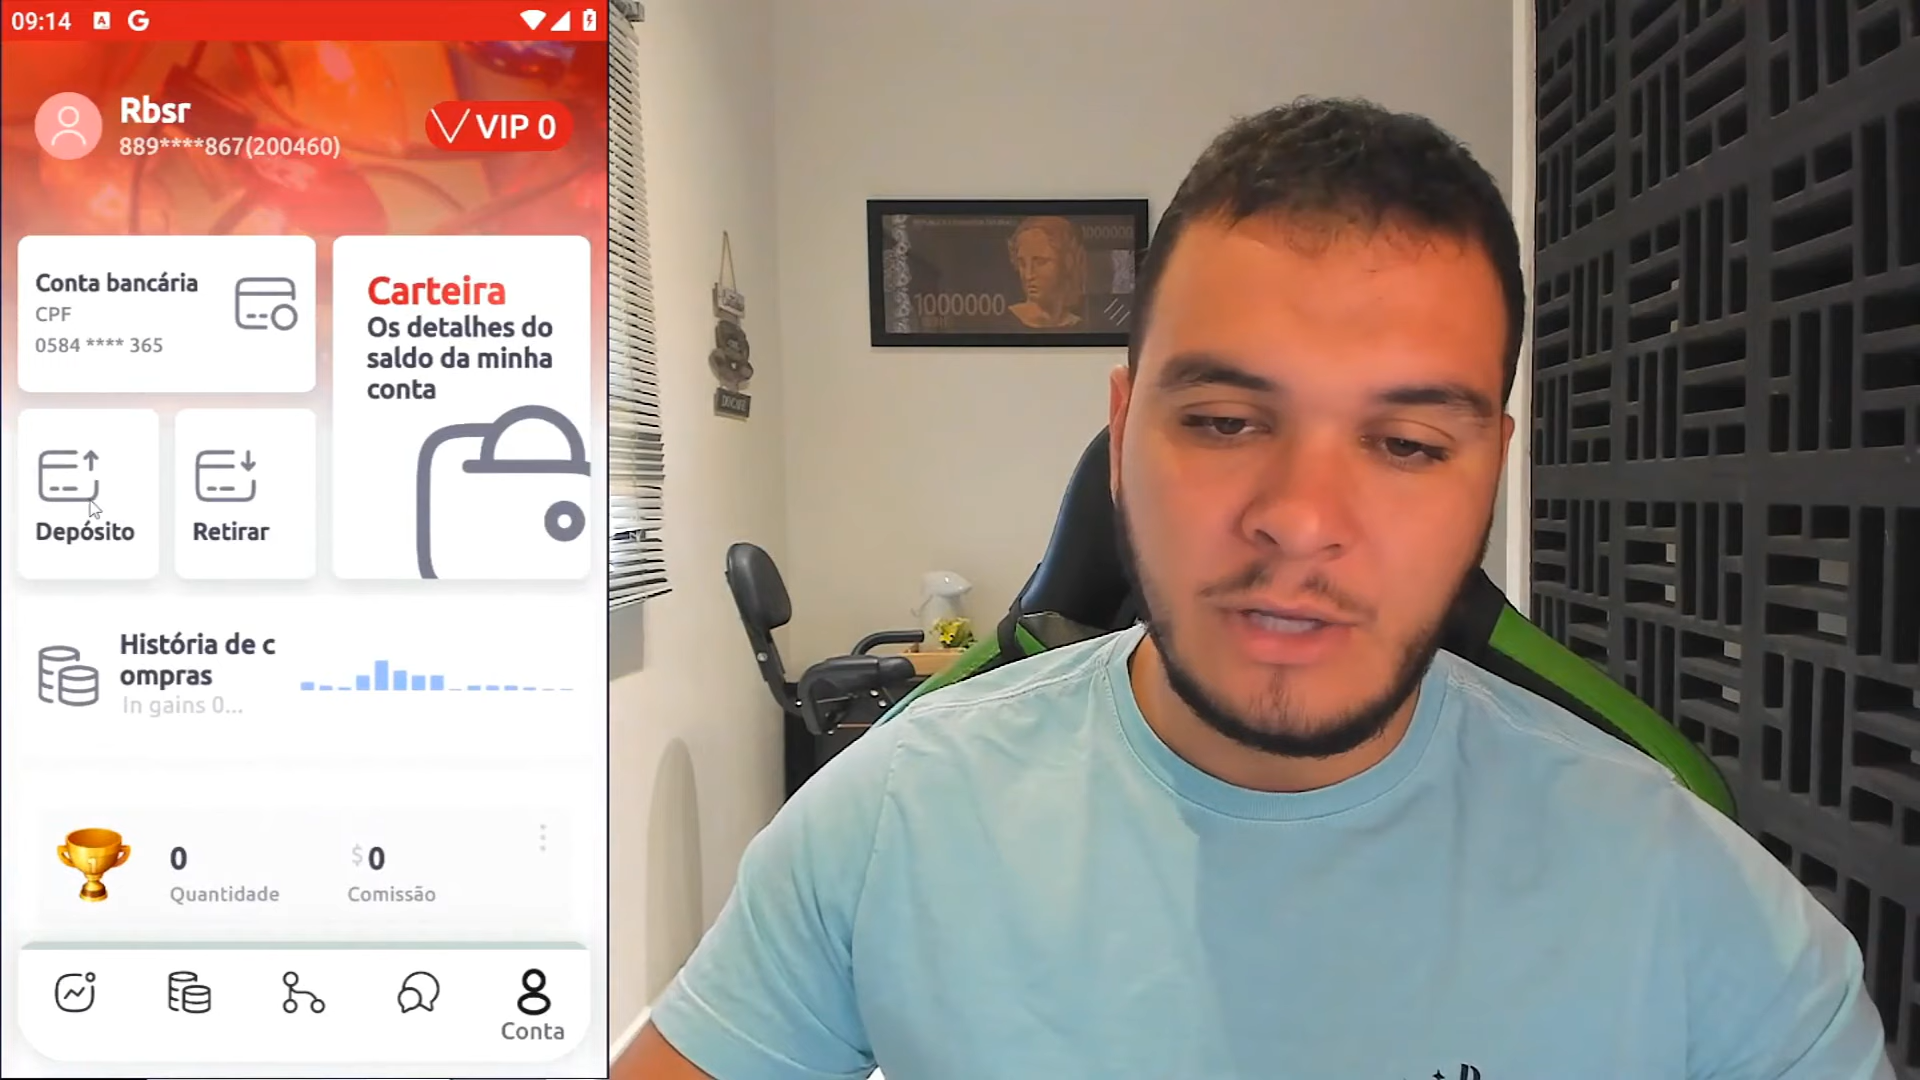 09:14
Rbsr
889****867(200460)
VIP 0
Conta bancária
CPF
0584 **** 365
Carteira
Os detalhes do
saldo da minha
conta
Depósito
Retirar
História de c
ompras
In gains 0...
0
Quantidade
$0
Comissão
Conta
1000000
1000000